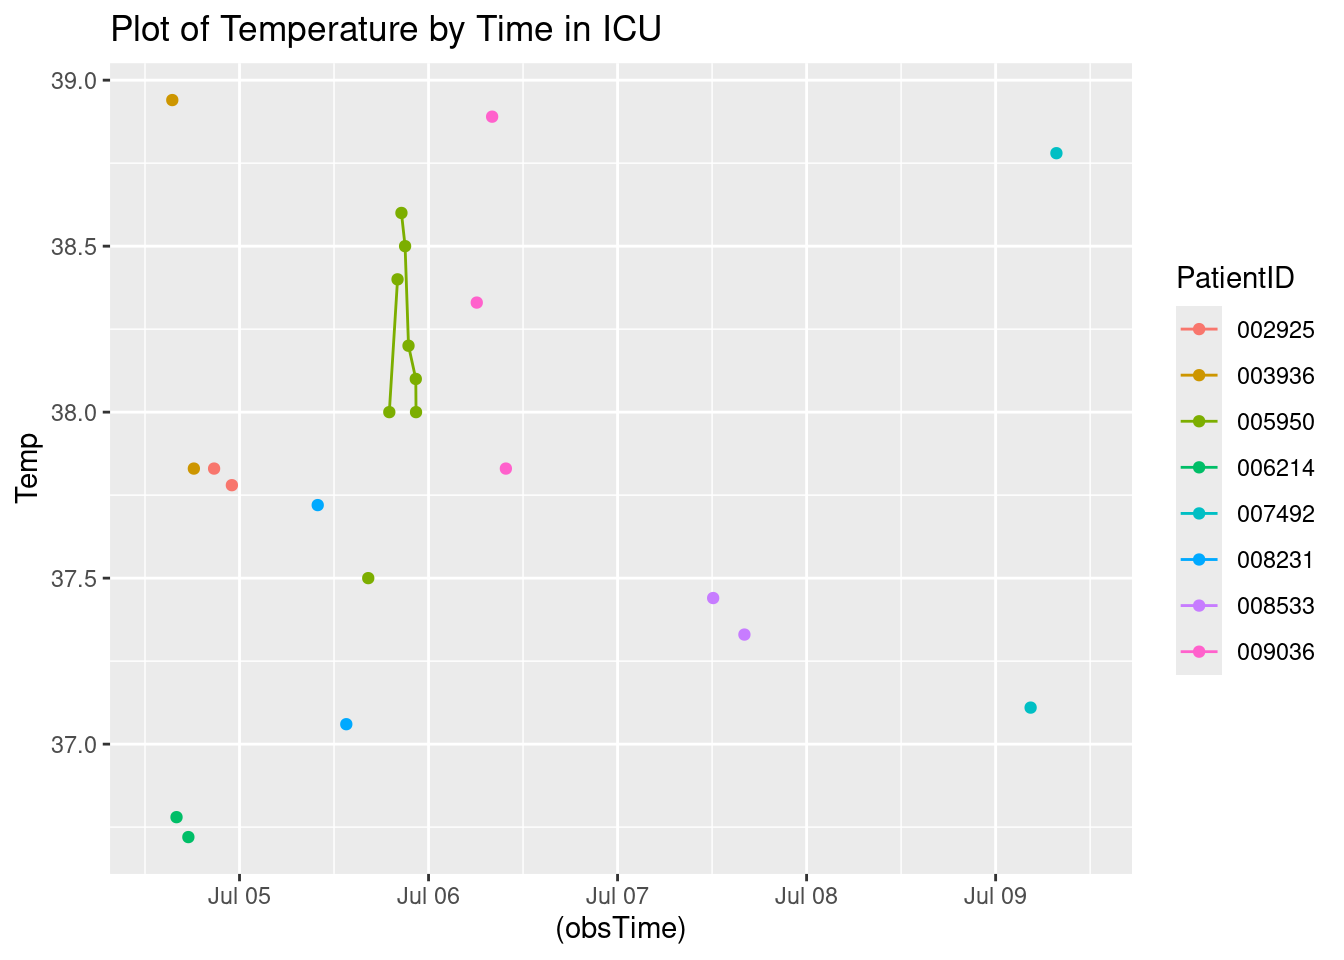 Plot of Temperature by Time in ICU
39.0
38.5
38.0
37.5
37.0
Temp
Jul 05 Jul 06 Jul 07 Jul 08 Jul 09
(obsTime)
PatientID
002925
003936
005950
006214
007492
008231
008533
009036